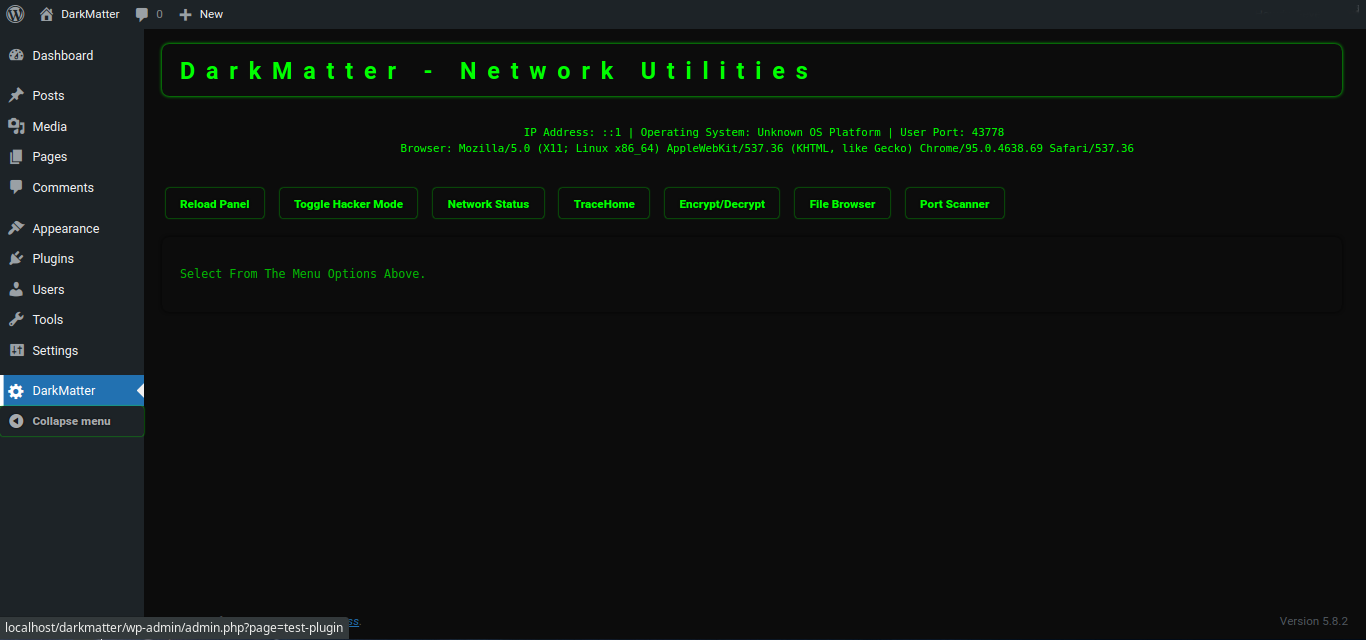 DarkMatter 0 New
Dashboard
Posts
Media
Pages
Comments
Appearance
Plugins
Users
Tools
Settings
DarkMatter
Collapse menu
DarkMatter - Network Utilities
IP Address: ::1 | Operating System: Unknown OS Platform | User Port: 43778
Browser: Mozilla/5.0 (X11; Linux x86_64) AppleWebKit/537.36 (KHTML, like Gecko) Chrome/95.0.4638.69 Safari/537.36
Reload Panel Toggle Hacker Mode Network Status TraceHome Encrypt/Decrypt File Browser Port Scanner
Select From The Menu Options Above.
Version 5.8.2
localhost/darkmatter/wp-admin/admin.php?page=test-plugin